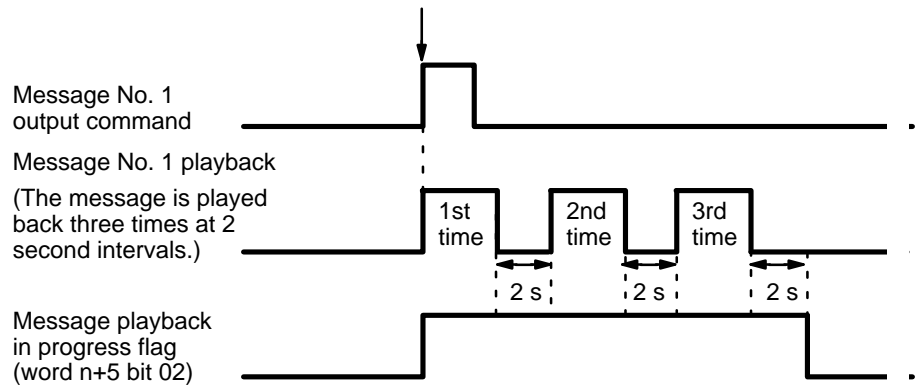 Message No. 1
output command
Message No. 1 playback
(The message is played
back three times at 2
second intervals.)
1st
time
2nd
time
3rd
time
2 s
2 s
2 s
Message playback
in progress flag
(word n+5 bit 02)